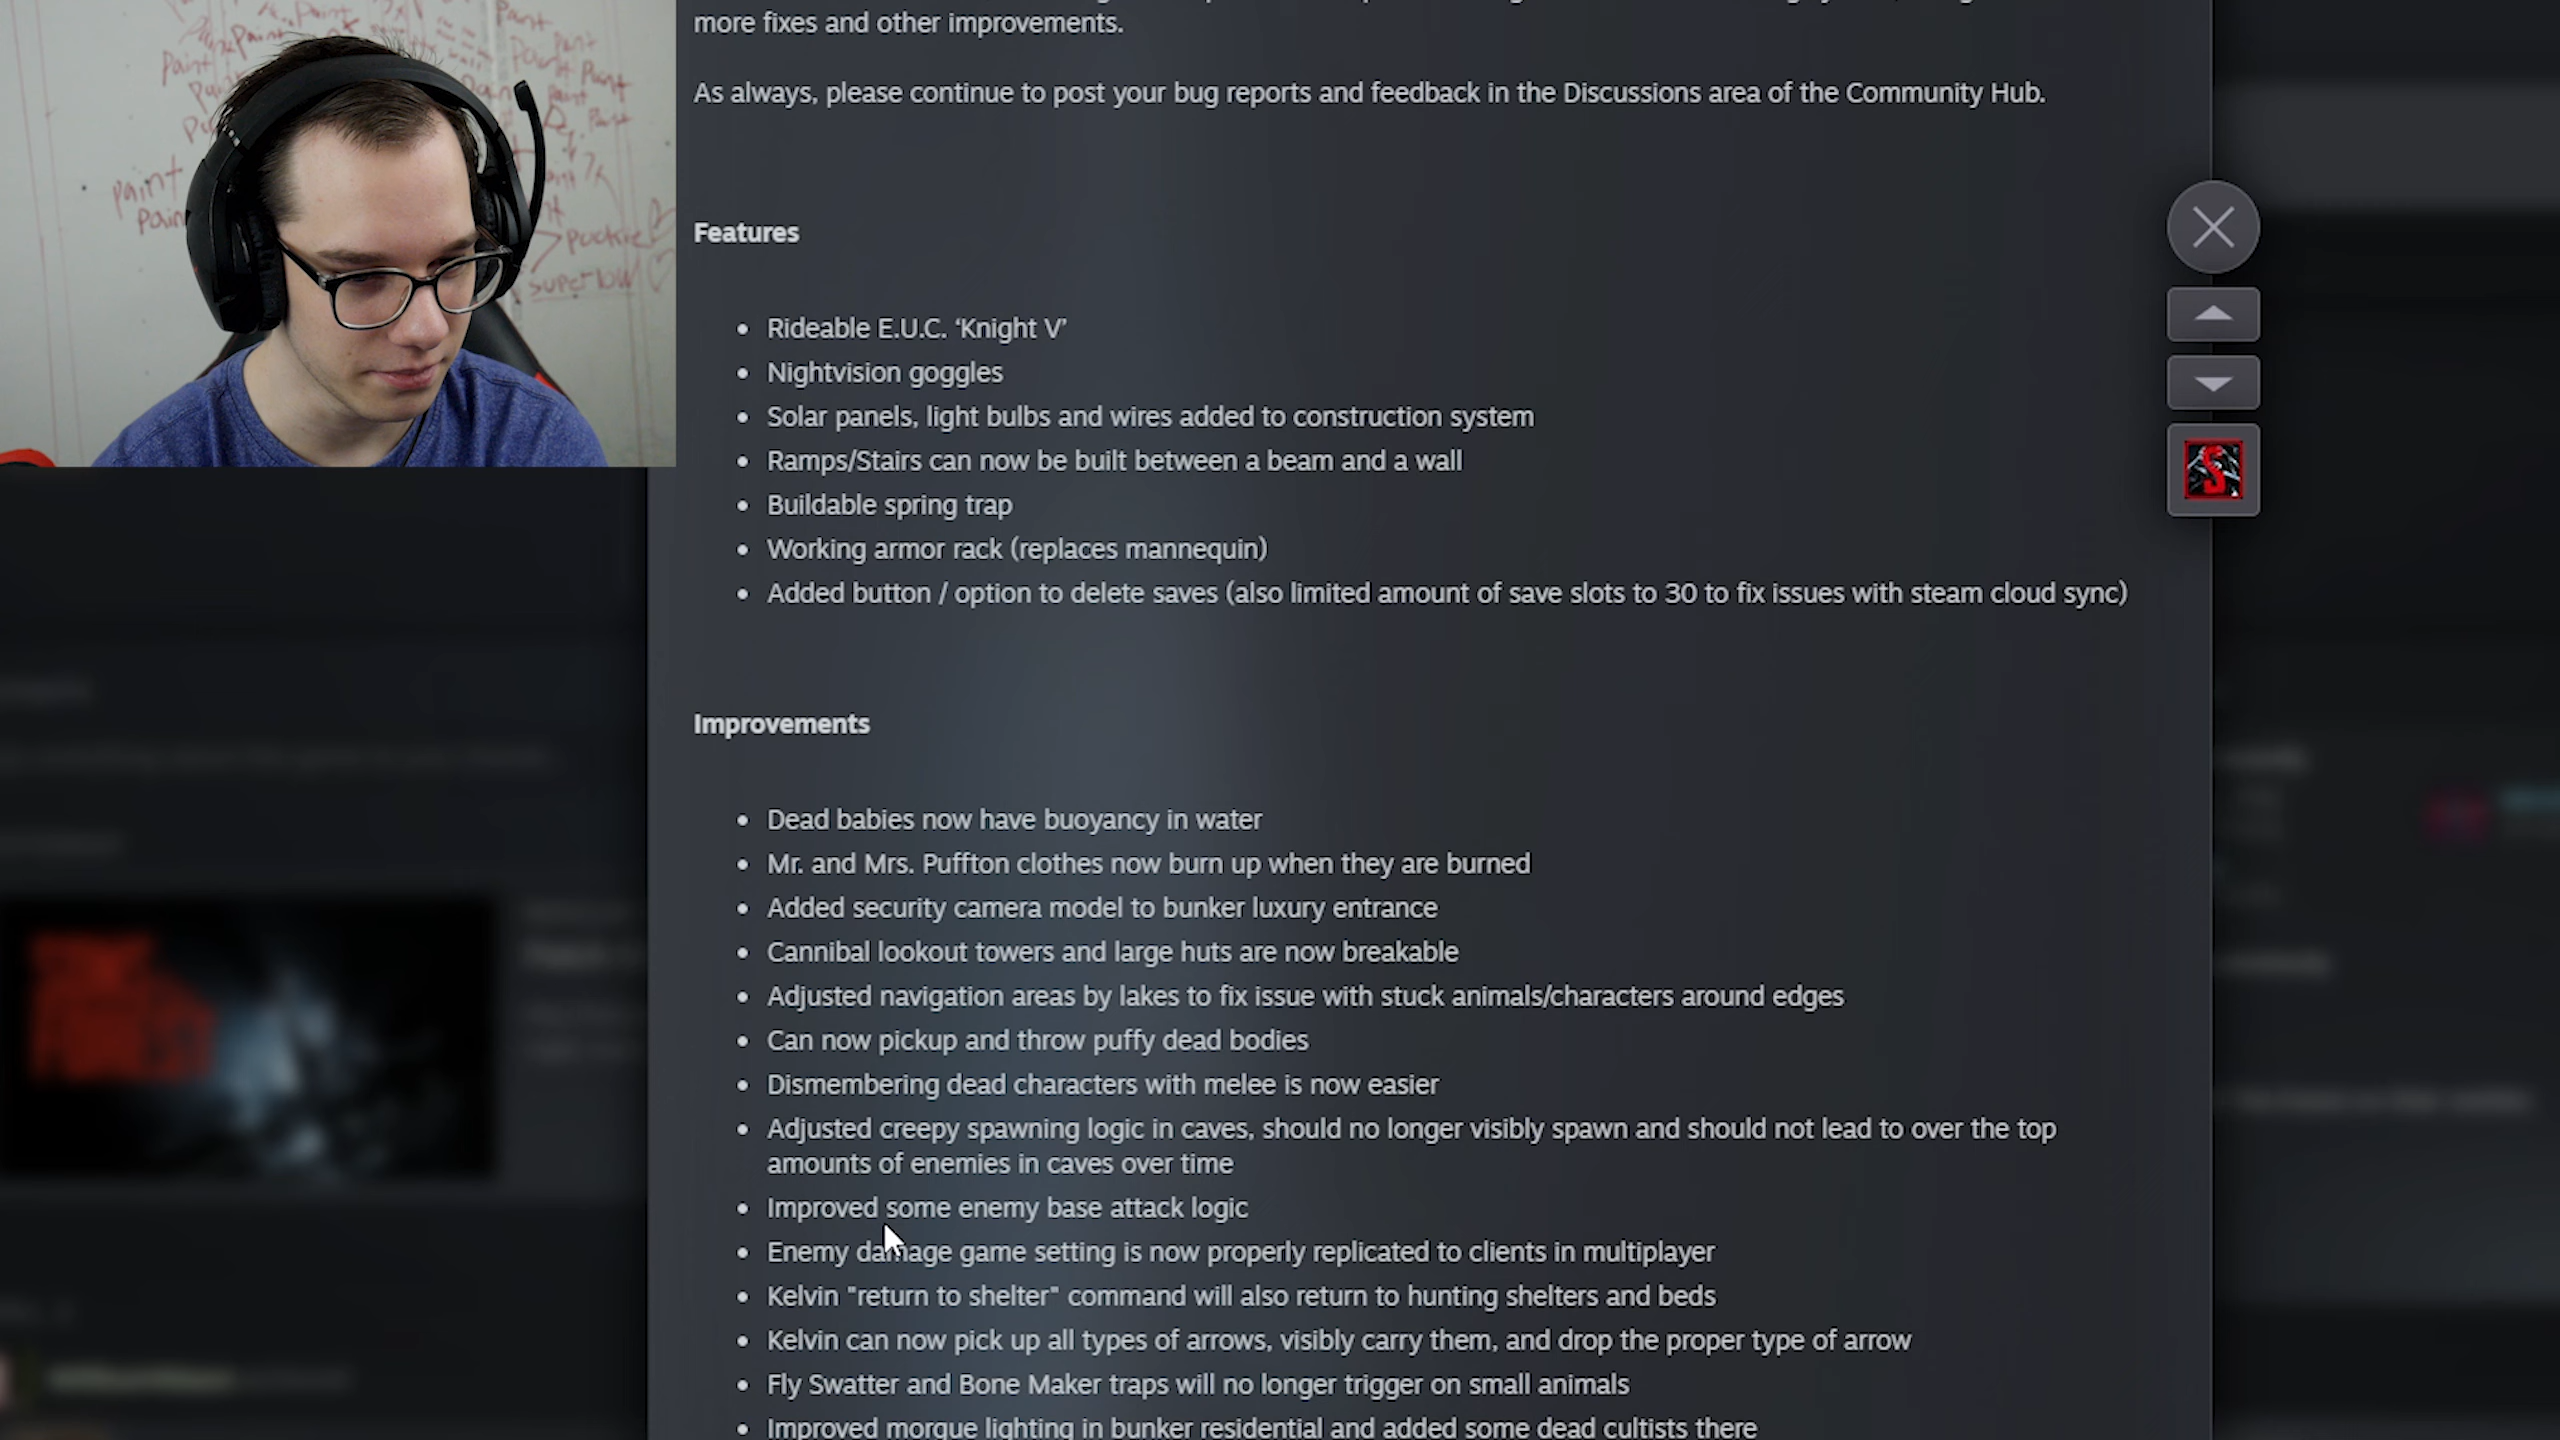 more fixes and other improvements.
As always, please continue to post your bug reports and feedback in the Discussions area of the Community Hub.
Features
• Rideable E.U.C. ‘Knight V’
• Nightvision goggles
• Solar panels, light bulbs and wires added to construction system
• Ramps/Stairs can now be built between a beam and a wall
• Buildable spring trap
• Working armor rack (replaces mannequin)
• Added button / option to delete saves (also limited amount of save slots to 30 to fix issues with steam cloud sync)
Improvements
• Dead babies now have buoyancy in water
• Mr. and Mrs. Puffton clothes now burn up when they are burned
• Added security camera model to bunker luxury entrance
• Cannibal lookout towers and large huts are now breakable
• Adjusted navigation areas by lakes to fix issue with stuck animals/characters around edges
• Can now pickup and throw puffy dead bodies
• Dismembering dead characters with melee is now easier
• Adjusted creepy spawning logic in caves, should no longer visibly spawn and should not lead to over the top
amounts of enemies in caves over time
• Improved some enemy base attack logic
• Enemy damage game setting is now properly replicated to clients in multiplayer
• Kelvin "return to shelter" command will also return to hunting shelters and beds
• Kelvin can now pick up all types of arrows, visibly carry them, and drop the proper type of arrow
• Fly Swatter and Bone Maker traps will no longer trigger on small animals
• Improved morgue lighting in bunker residential and added some dead cultists there
paint
Paint
Paint
paint
pain
puckie
superlow
S